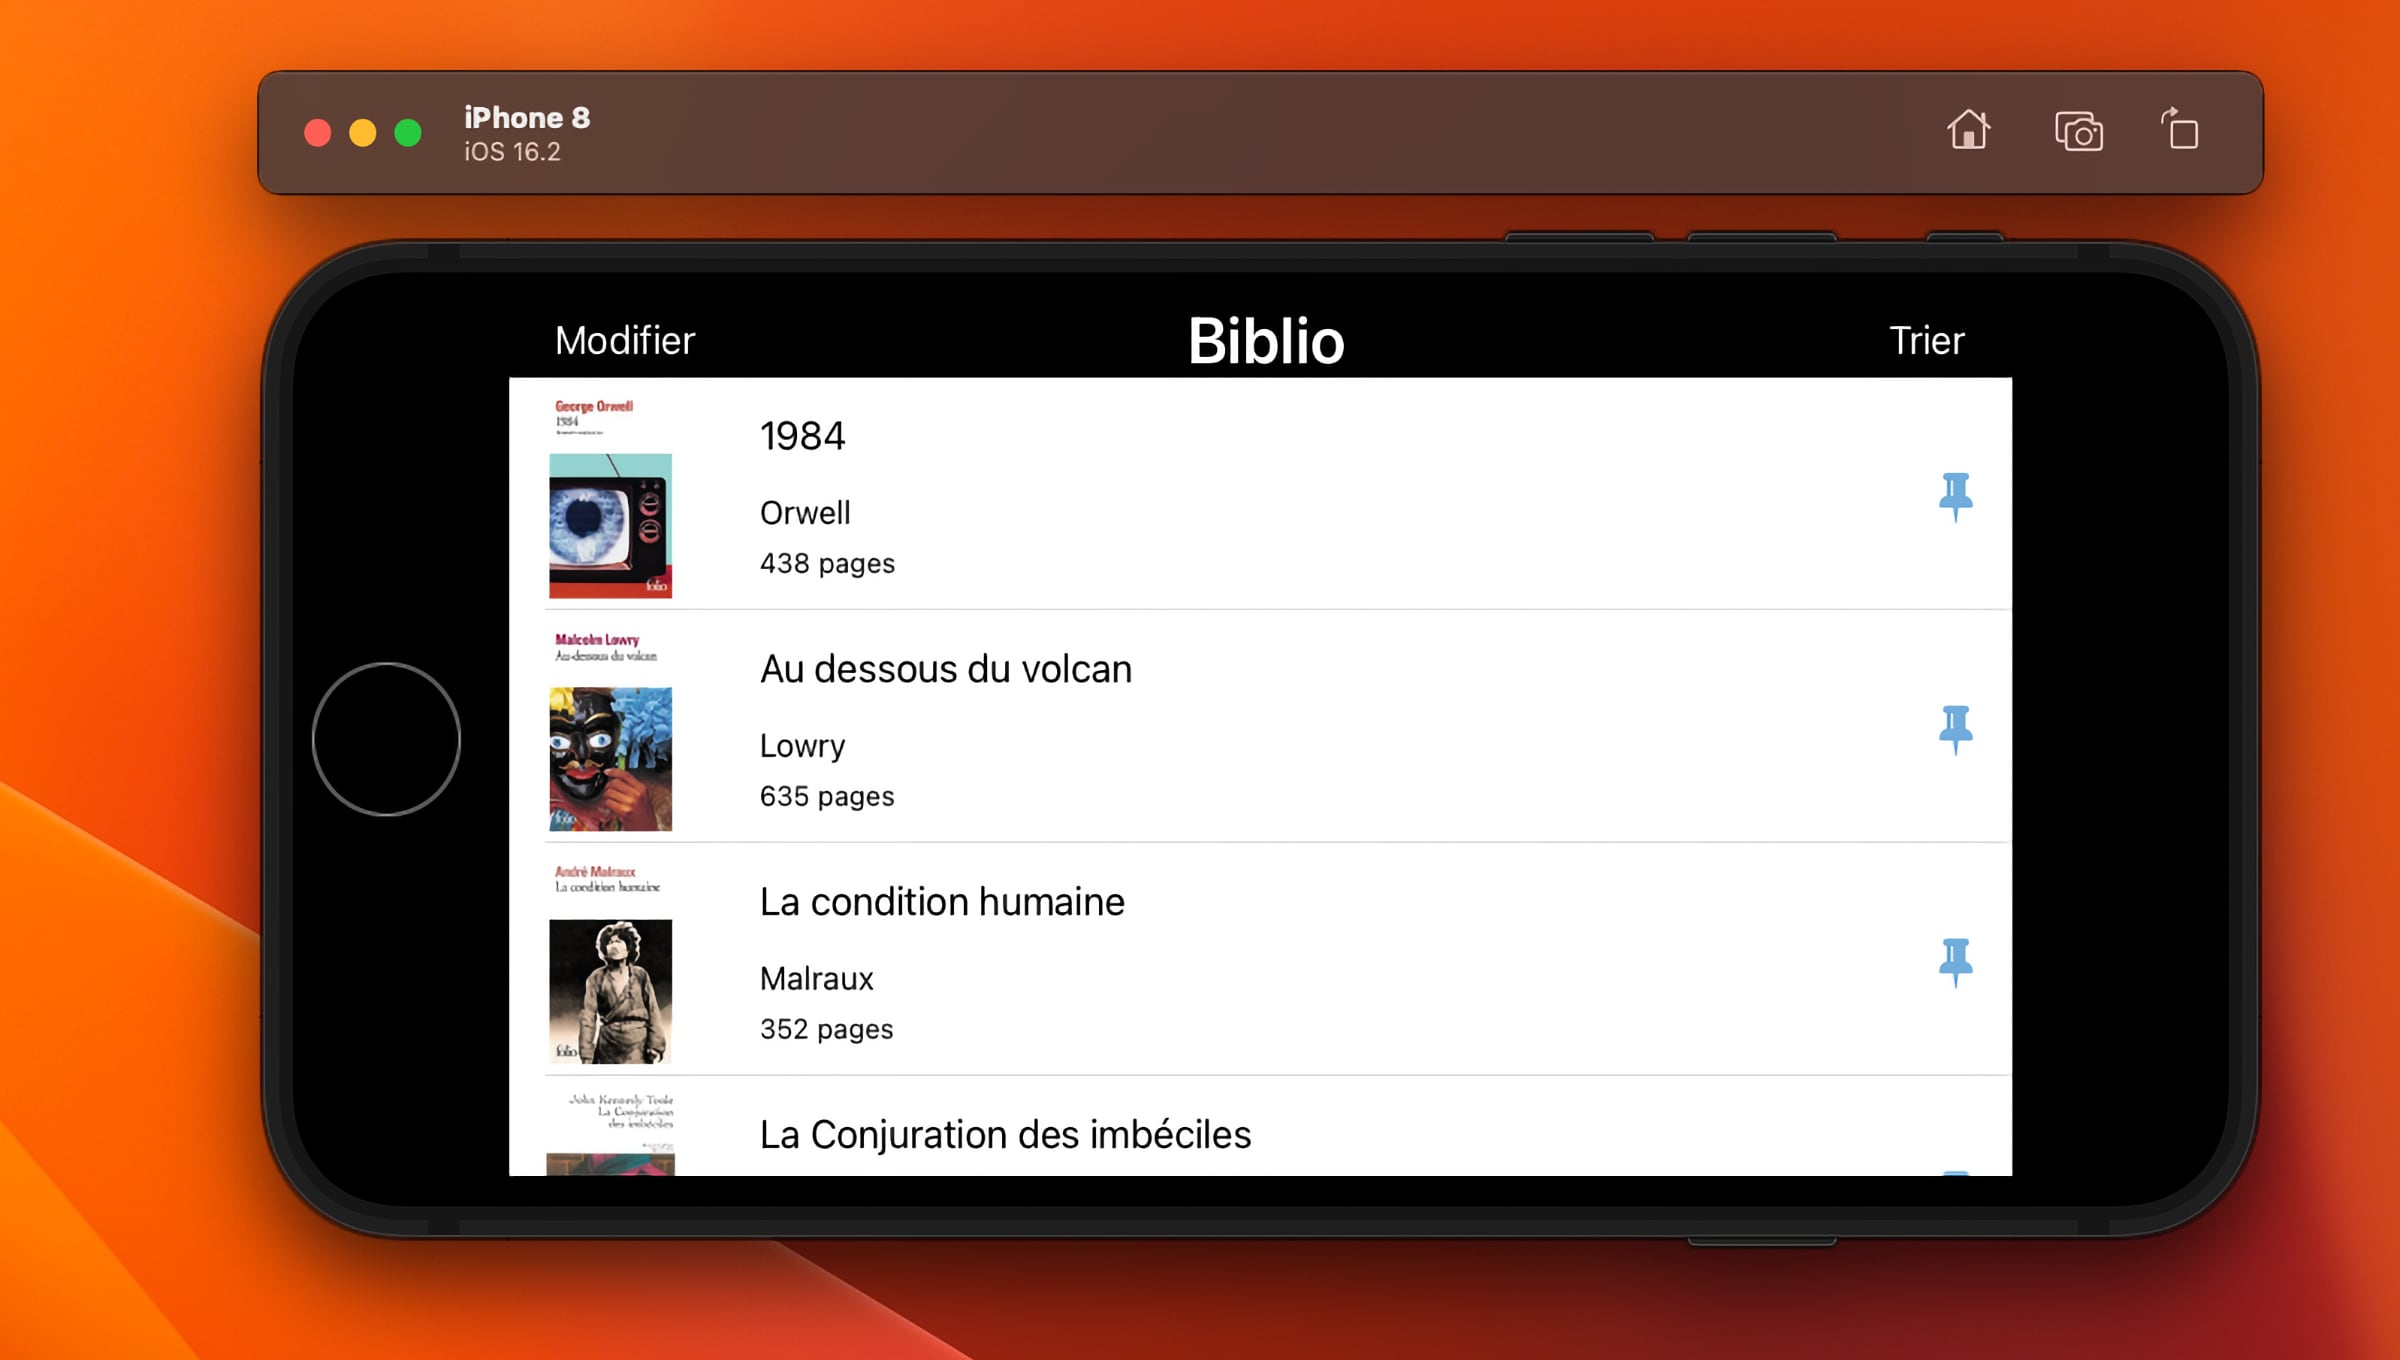 iPhone 8
iOS 16.2
Modifier
Biblio
Trier
George Orwell
1984
folio
1984
Orwell
438 pages
Malcolm Lowry
Au-dessous du volcan
folio
Au dessous du volcan
Lowry
635 pages
André Malraux
La condition humaine
folio
La condition humaine
Malraux
352 pages
John Kennedy Toole
La Conjuration
des imbéciles
La Conjuration des imbéciles